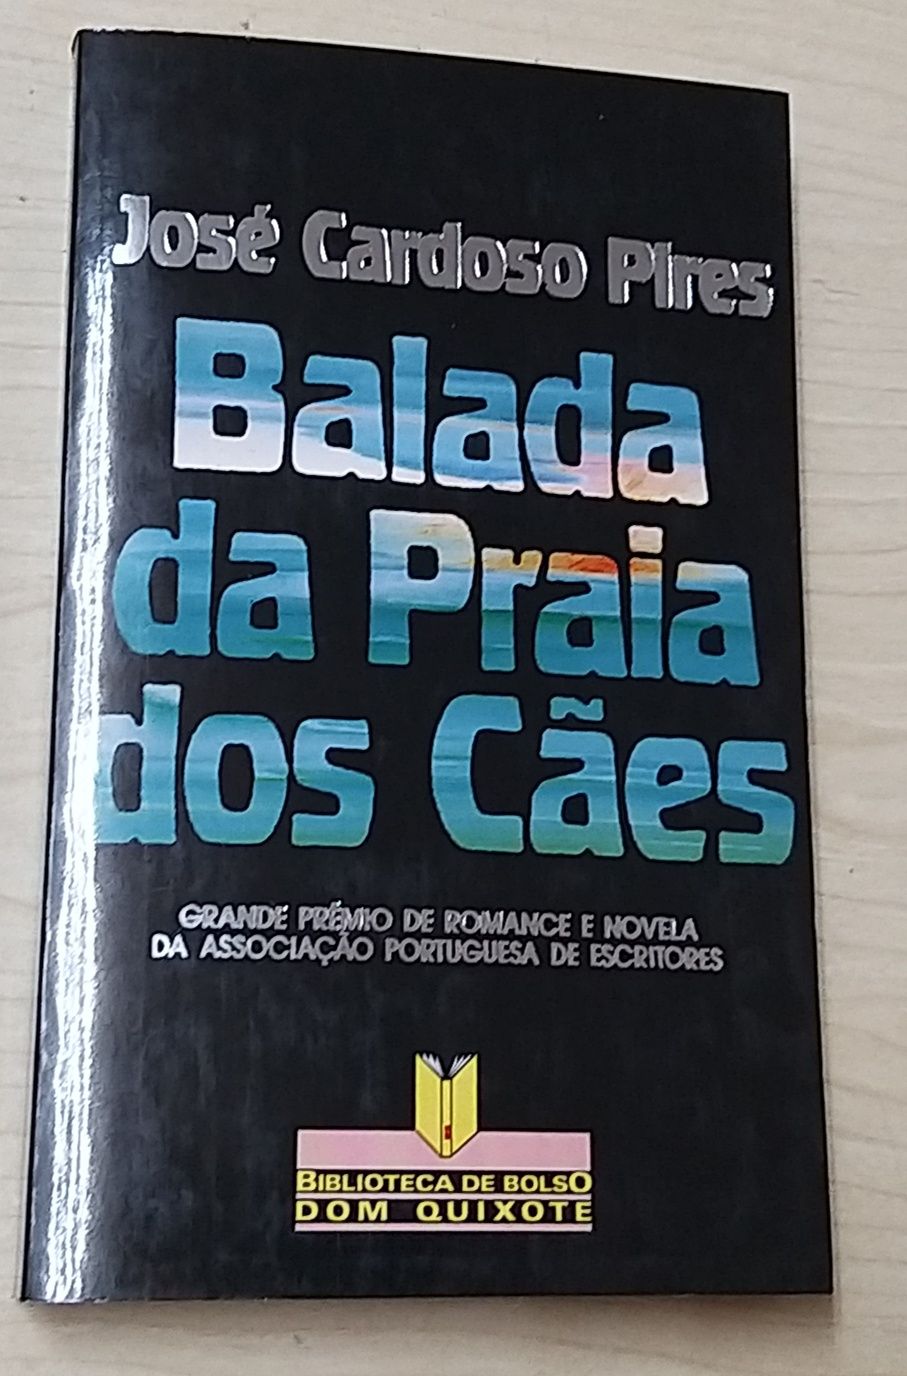 José Cardoso Pires
Balada
da Praia
dos Cães
GRANDE PRÉMIO DE ROMANCE E NOVELA
DA ASSOCIAÇÃO PORTUGUESA DE ESCRITORES
BIBLIOTECA DE BOLSO
DOM QUIXOTE